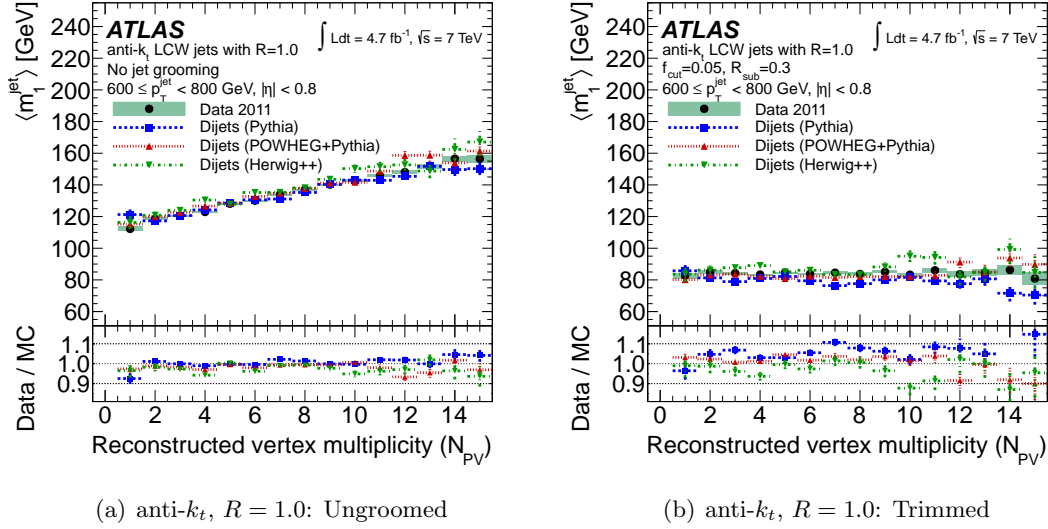 ⟨m₁^jet⟩ [GeV]
240
220
200
180
160
140
120
100
80
60
ATLAS
∫ Ldt = 4.7 fb⁻¹, √s = 7 TeV
anti-kₜ LCW jets with R=1.0
No jet grooming
600 ≤ p_T^jet < 800 GeV, |η| < 0.8
Data 2011
Dijets (Pythia)
Dijets (POWHEG+Pythia)
Dijets (Herwig++)
Data / MC
1.1
1.0
0.9
0 2 4 6 8 10 12 14
Reconstructed vertex multiplicity (N_PV)
(a) anti-kₜ, R = 1.0: Ungroomed
⟨m₁^jet⟩ [GeV]
240
220
200
180
160
140
120
100
80
60
ATLAS
∫ Ldt = 4.7 fb⁻¹, √s = 7 TeV
anti-kₜ LCW jets with R=1.0
f_cut=0.05, R_sub=0.3
600 ≤ p_T^jet < 800 GeV, |η| < 0.8
Data 2011
Dijets (Pythia)
Dijets (POWHEG+Pythia)
Dijets (Herwig++)
Data / MC
1.1
1.0
0.9
0 2 4 6 8 10 12 14
Reconstructed vertex multiplicity (N_PV)
(b) anti-kₜ, R = 1.0: Trimmed